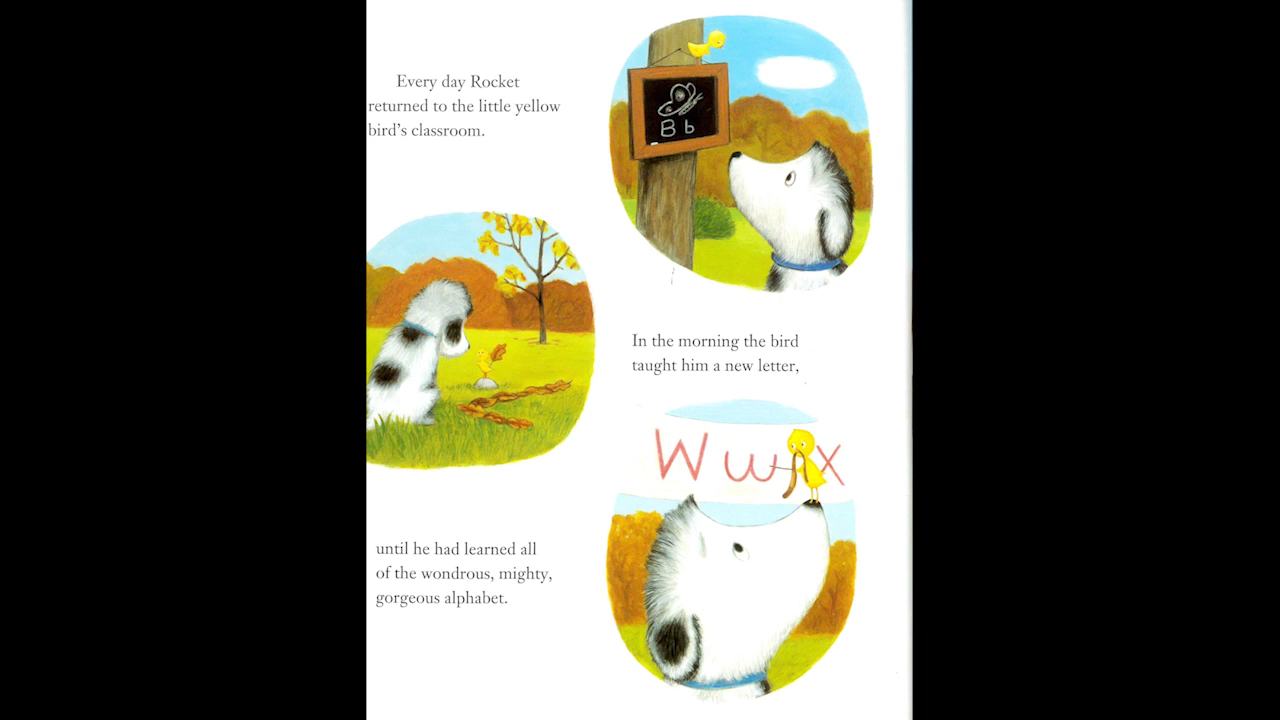 Every day Rocket
returned to the little yellow
bird's classroom.
B b
In the morning the bird
taught him a new letter,
W w X
until he had learned all
of the wondrous, mighty,
gorgeous alphabet.